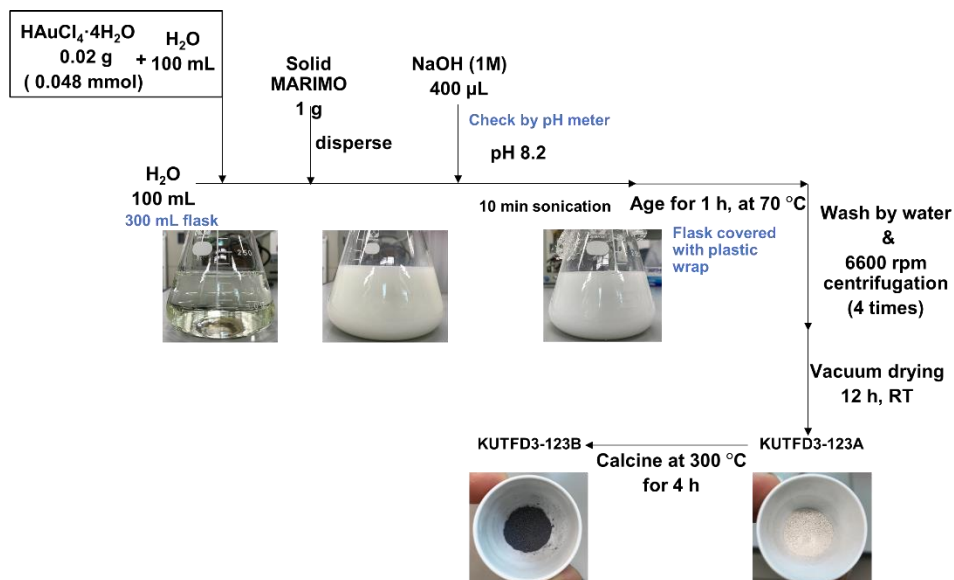 HAuCl₄·4H₂O
0.02 g
( 0.048 mmol)
+
H₂O
100 mL
Solid
MARIMO
1 g
disperse
NaOH (1M)
400 µL
Check by pH meter
pH 8.2
H₂O
100 mL
300 mL flask
10 min sonication
Age for 1 h, at 70 °C
Flask covered
with plastic
wrap
Wash by water
&
6600 rpm
centrifugation
(4 times)
Vacuum drying
12 h, RT
KUTFD3-123B
KUTFD3-123A
Calcine at 300 °C
for 4 h